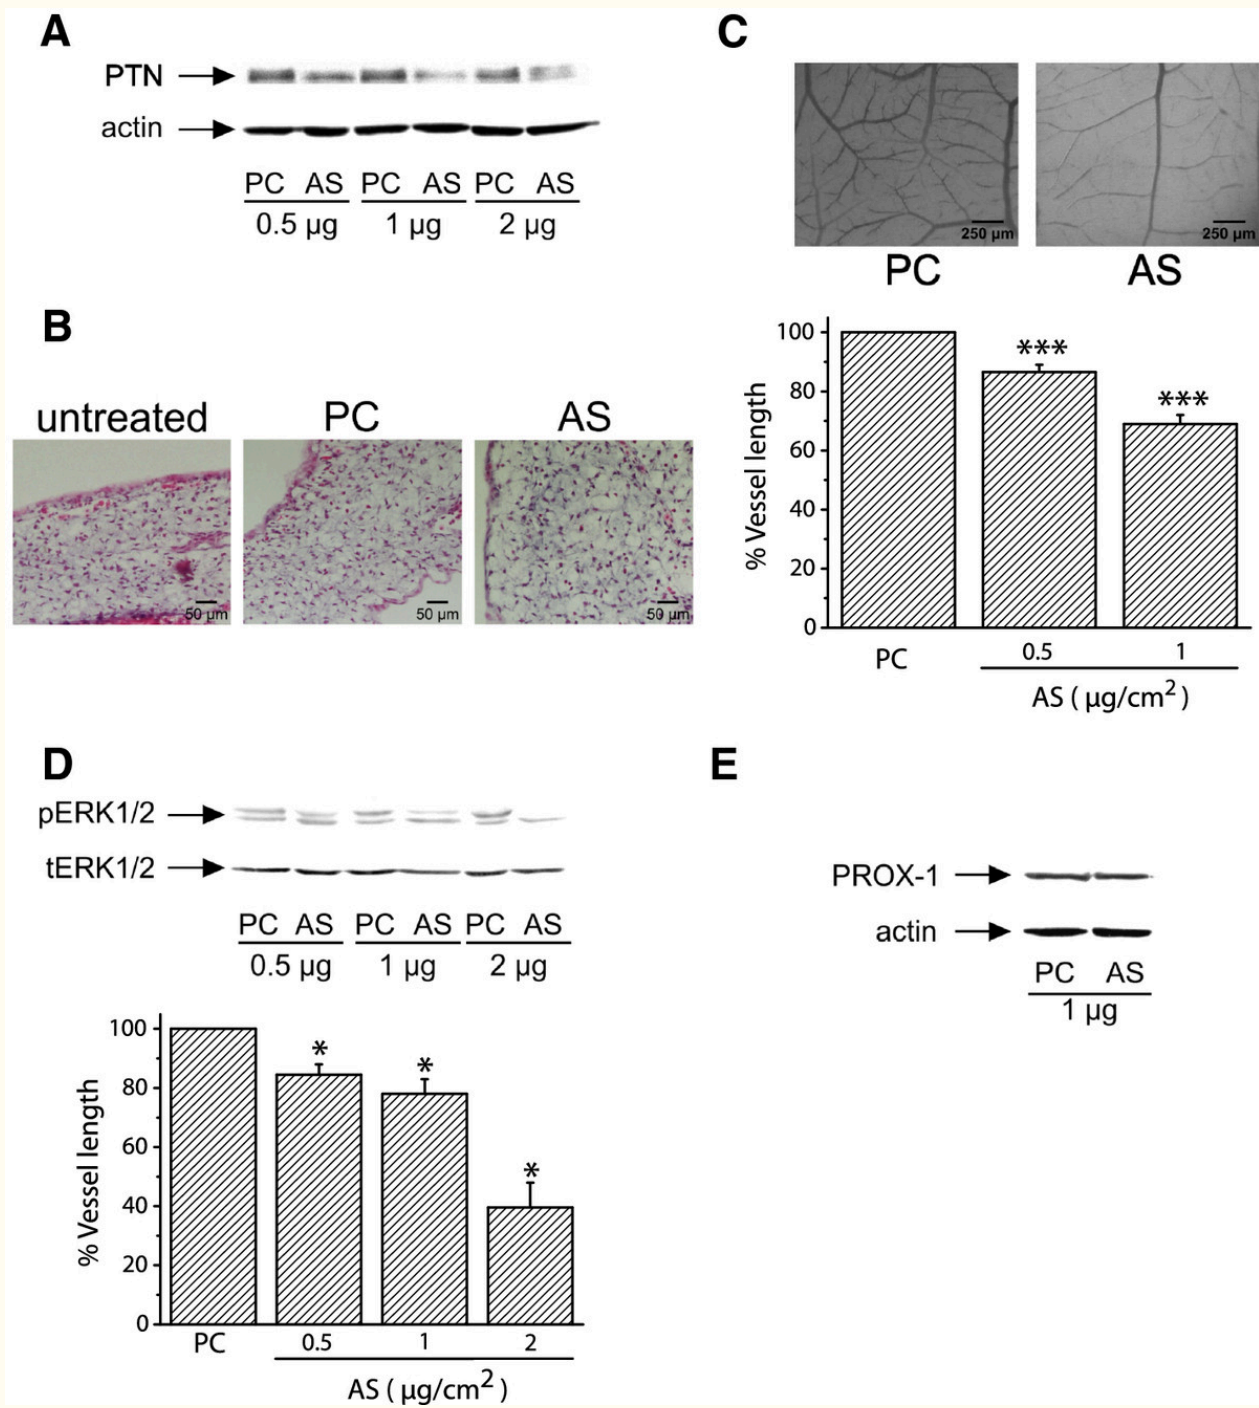 A
PTN
actin
PC AS PC AS PC AS
0.5 µg 1 µg 2 µg
B
untreated PC AS
50 µm 50 µm 50 µm
C
250 µm 250 µm
PC AS
100
80
60
40
20
0
% Vessel length
*** ***
PC 0.5 1
AS ( µg/cm² )
D
pERK1/2
tERK1/2
PC AS PC AS PC AS
0.5 µg 1 µg 2 µg
100
80
60
40
20
0
% Vessel length
* * *
PC 0.5 1 2
AS ( µg/cm² )
E
PROX-1
actin
PC AS
1 µg